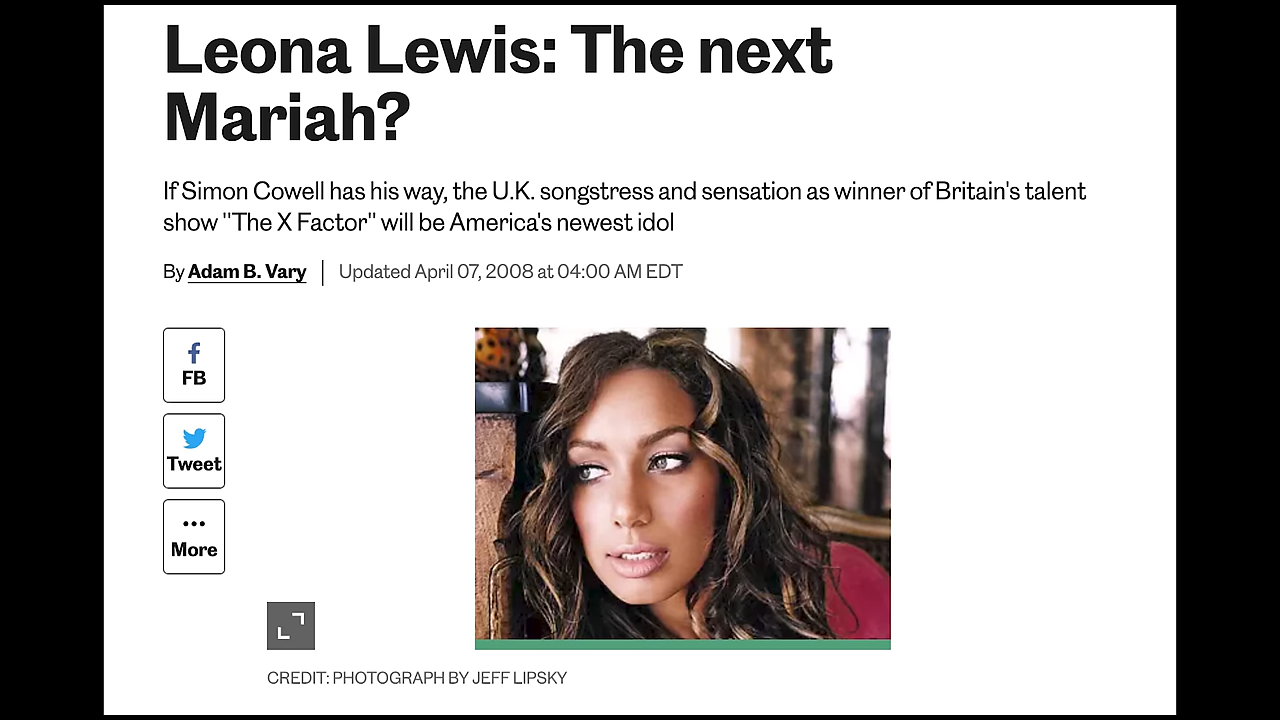 Leona Lewis: The next
Mariah?
If Simon Cowell has his way, the U.K. songstress and sensation as winner of Britain's talent
show "The X Factor" will be America's newest idol
By Adam B. Vary | Updated April 07, 2008 at 04:00 AM EDT
FB
Tweet
More
CREDIT: PHOTOGRAPH BY JEFF LIPSKY